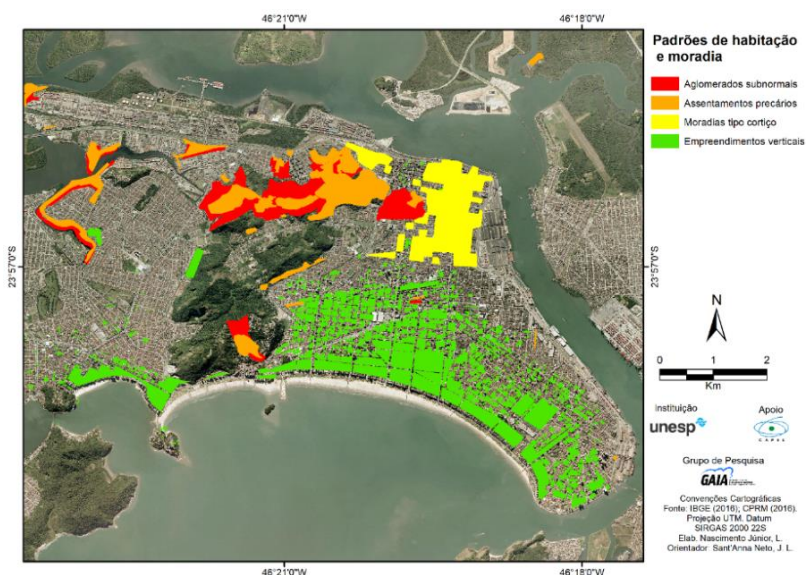 46°21'0"W
46°18'0"W
23°57'0"S
23°57'0"S
46°21'0"W
46°18'0"W
Padrões de habitação
e moradia
Aglomerados subnormais
Assentamentos precários
Moradias tipo cortiço
Empreendimentos verticais
N
0 1 2
Km
Instituição
Apoio
unesp
CAPES
Grupo de Pesquisa
GAIA
Convenções Cartográficas
Fonte: IBGE (2016); CPRM (2016).
Projeção UTM. Datum
SIRGAS 2000 22S
Elab. Nascimento Júnior, L.
Orientador: Sant'Anna Neto, J. L.